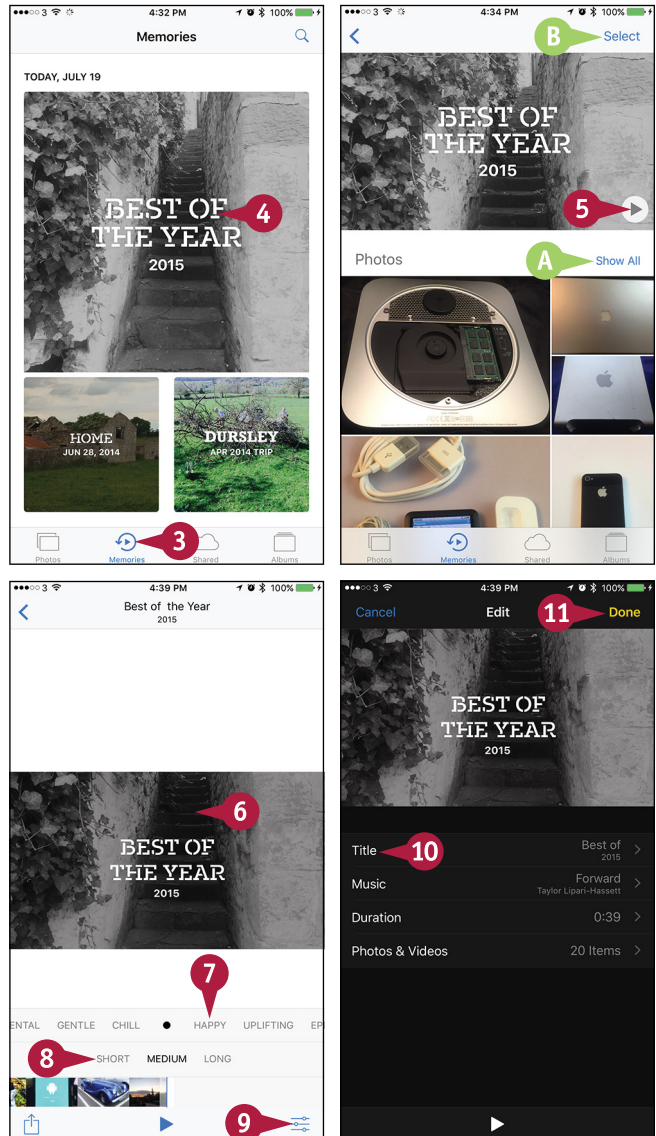 3 4:32 PM 100%
Memories
TODAY, JULY 19
BEST OF
THE YEAR
2015
4
HOME
JUN 28, 2014
DURSLEY
APR 2014 TRIP
3
Photos Memories Shared Albums
3 4:34 PM 100%
B Select
BEST OF
THE YEAR
2015
5
Photos A Show All
Photos Memories Shared Albums
3 4:39 PM 100%
Best of the Year
2015
6
BEST OF
THE YEAR
2015
7
ENTAL GENTLE CHILL HAPPY UPLIFTING EPI
8 SHORT MEDIUM LONG
9
3 4:39 PM 100%
Cancel Edit 11 Done
BEST OF
THE YEAR
2015
Title 10 Best of
2015
Music Forward
Taylor Lipari-Hassett
Duration 0:39
Photos & Videos 20 Items